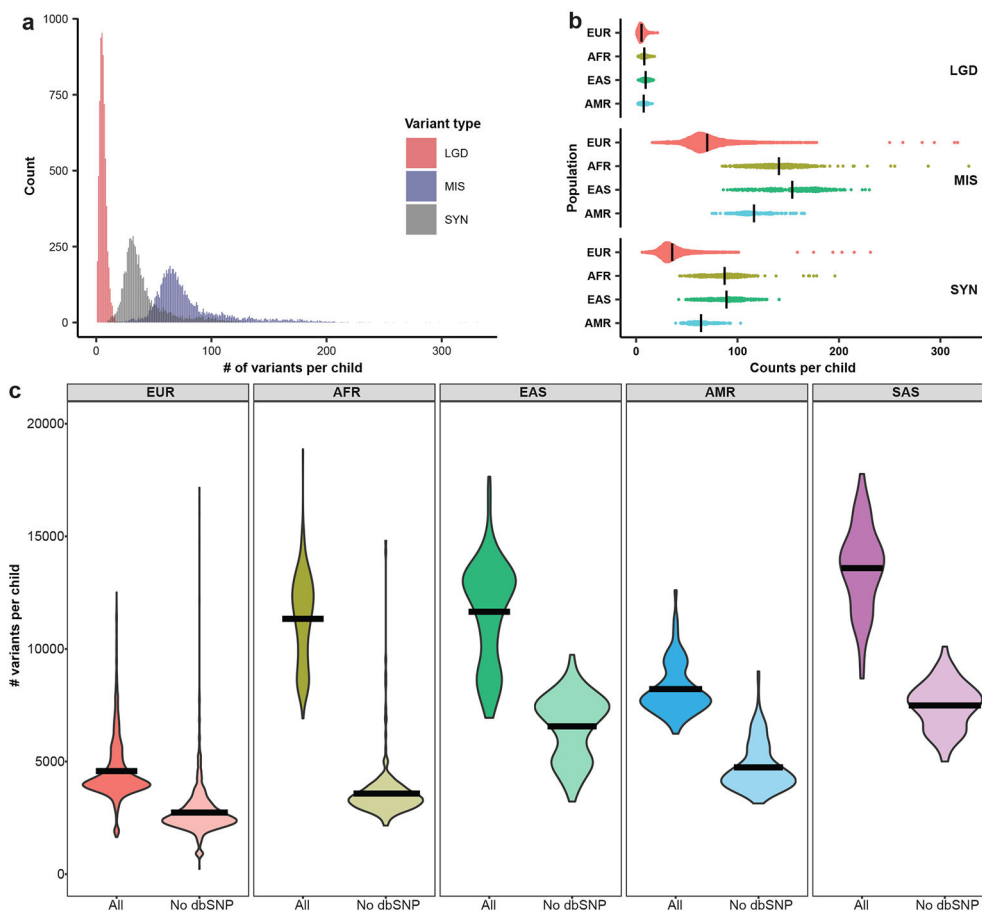 a
1000
750
500
250
0
Count
0
100
200
300
# of variants per child
Variant type
LGD
MIS
SYN
b
Population
EUR
AFR
EAS
AMR
LGD
EUR
AFR
EAS
AMR
MIS
EUR
AFR
EAS
AMR
SYN
0
100
200
300
Counts per child
c
EUR
AFR
EAS
AMR
SAS
20000
15000
10000
5000
0
# variants per child
All No dbSNP
All No dbSNP
All No dbSNP
All No dbSNP
All No dbSNP